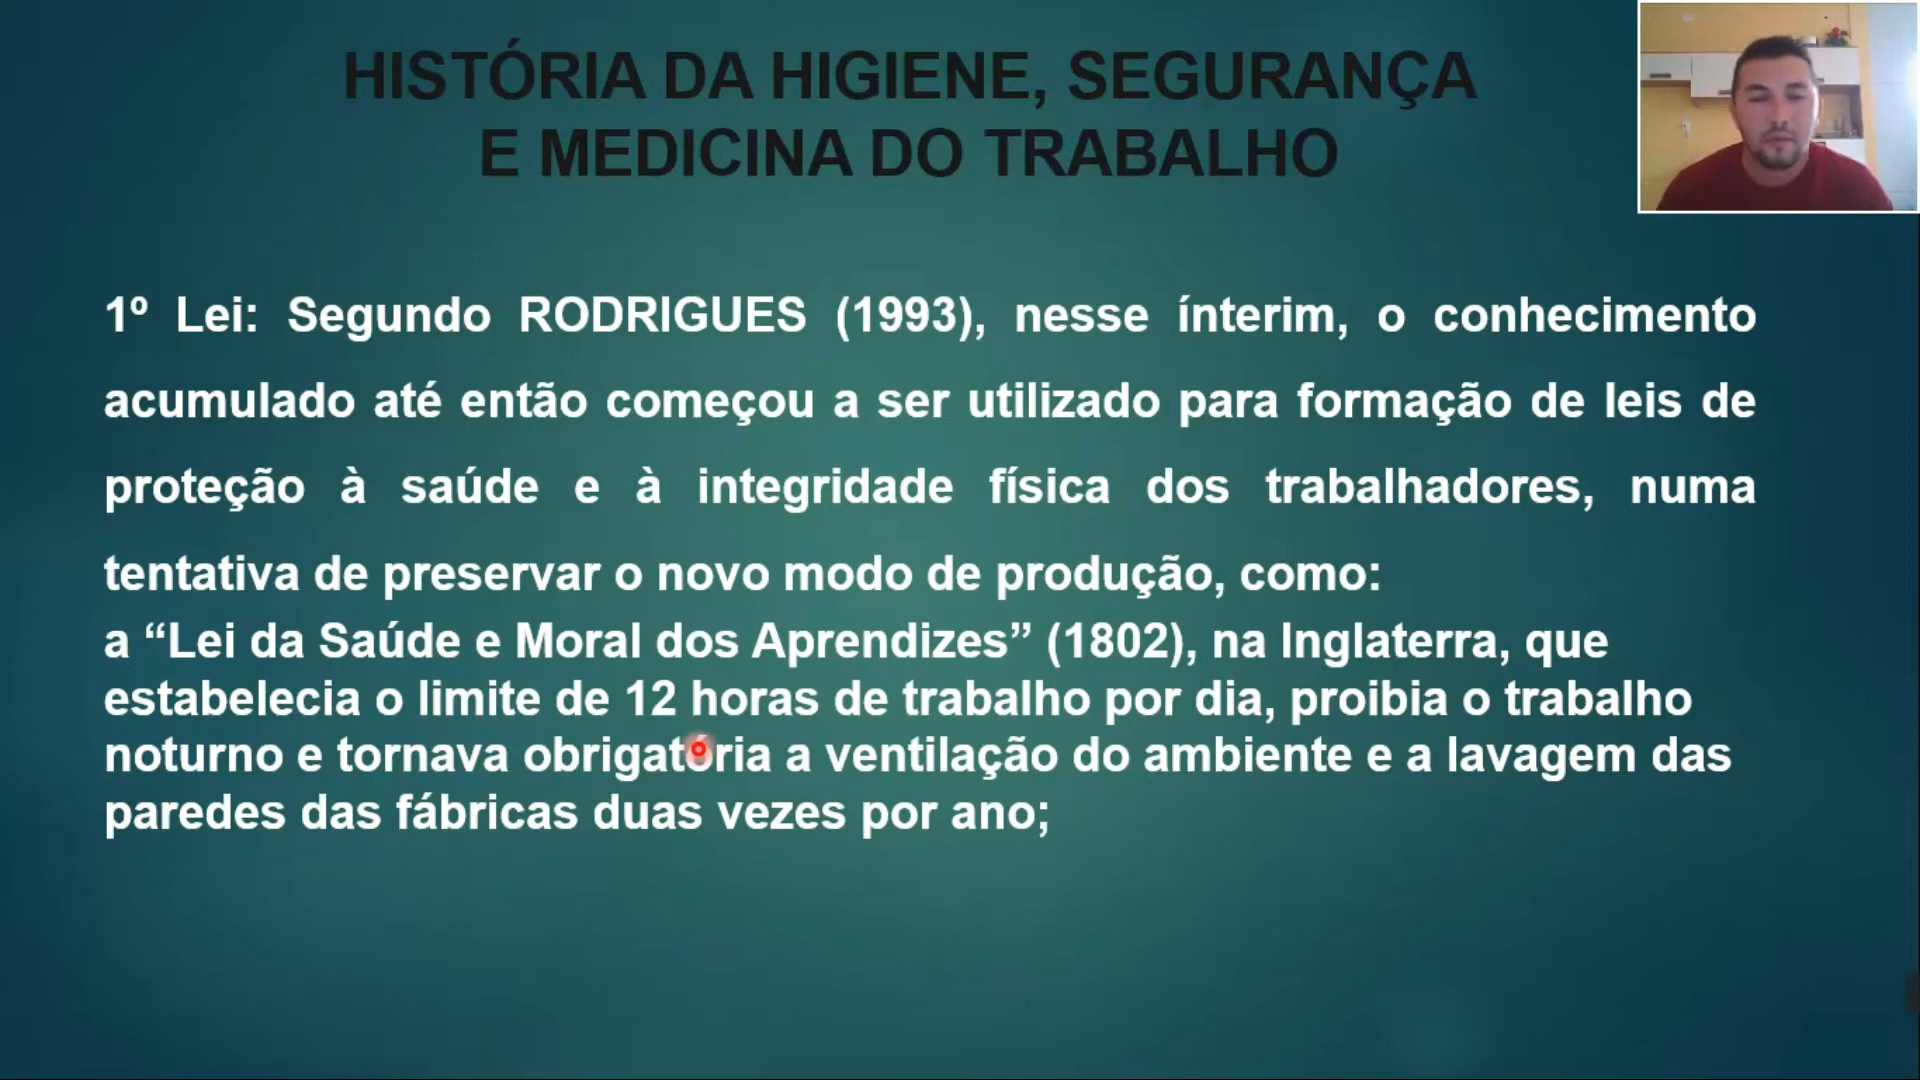 HISTÓRIA DA HIGIENE, SEGURANÇA
E MEDICINA DO TRABALHO
1º Lei: Segundo RODRIGUES (1993), nesse ínterim, o conhecimento
acumulado até então começou a ser utilizado para formação de leis de
proteção à saúde e à integridade física dos trabalhadores, numa
tentativa de preservar o novo modo de produção, como:
a “Lei da Saúde e Moral dos Aprendizes” (1802), na Inglaterra, que
estabelecia o limite de 12 horas de trabalho por dia, proibia o trabalho
noturno e tornava obrigatória a ventilação do ambiente e a lavagem das
paredes das fábricas duas vezes por ano;